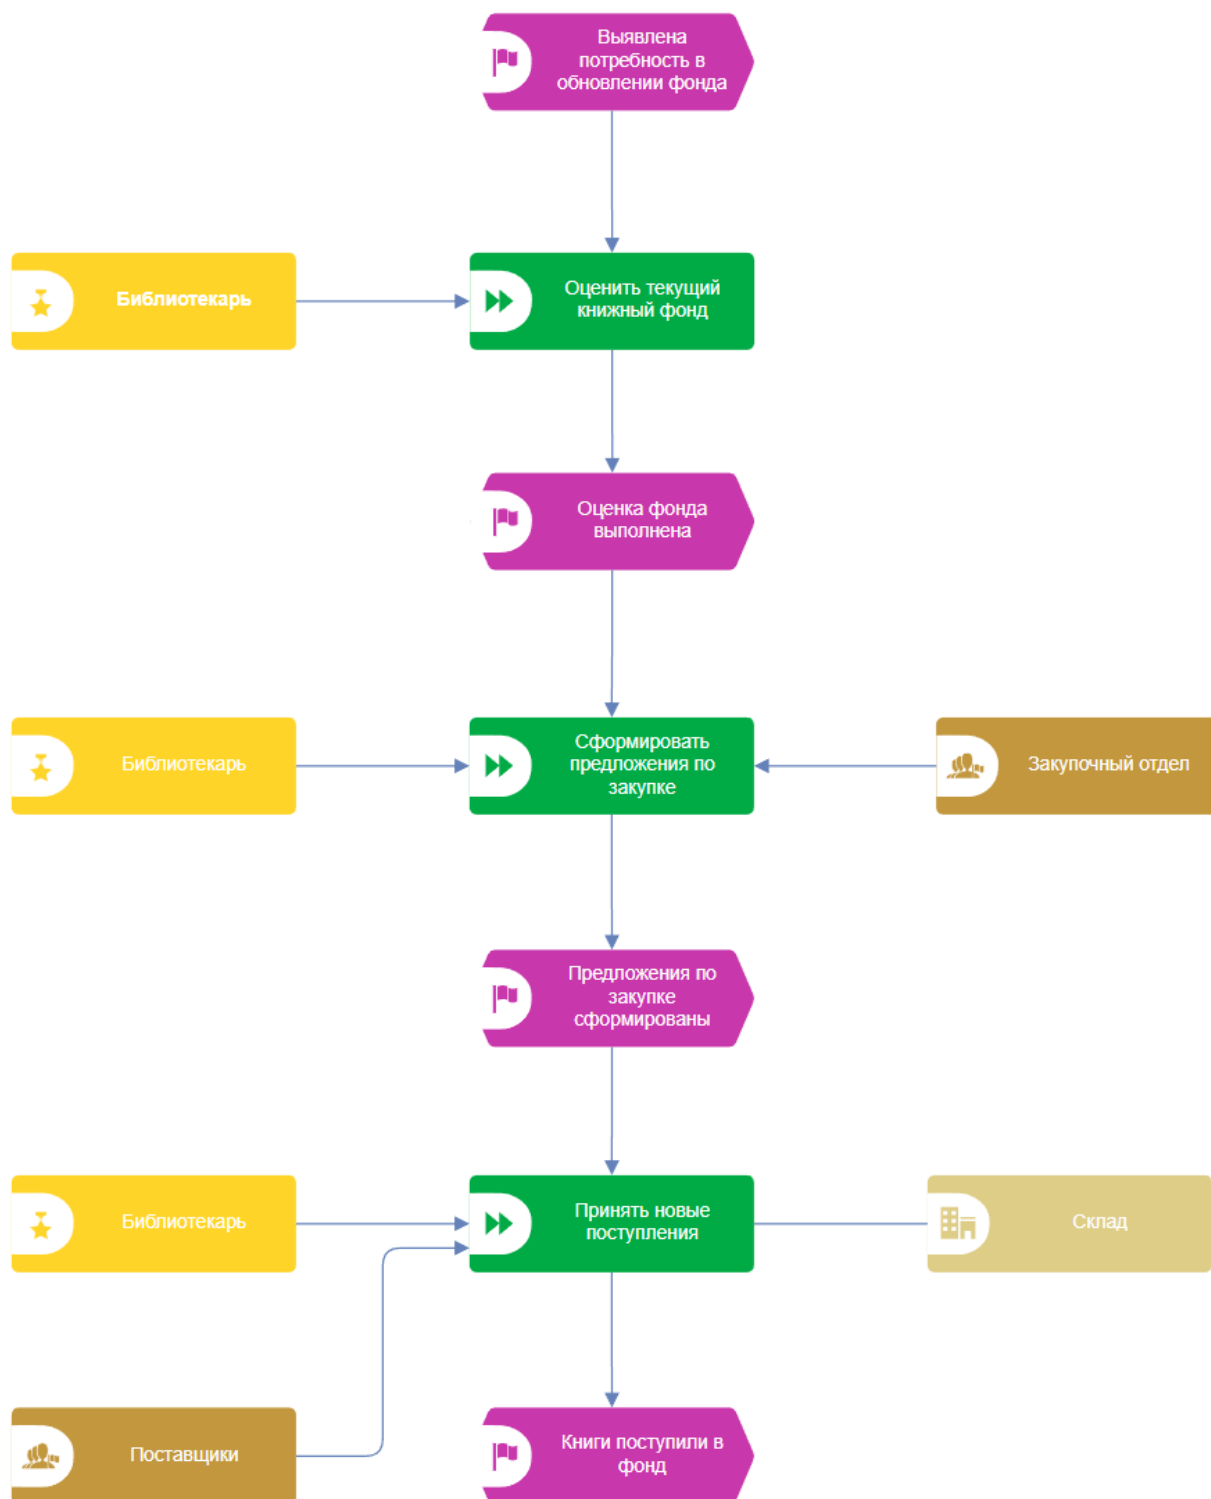 Выявлена
потребность в
обновлении фонда
Библиотекарь
Оценить текущий
книжный фонд
Оценка фонда
выполнена
Библиотекарь
Сформировать
предложения по
закупке
Закупочный отдел
Предложения по
закупке
сформированы
Библиотекарь
Принять новые
поступления
Склад
Поставщики
Книги поступили в
фонд